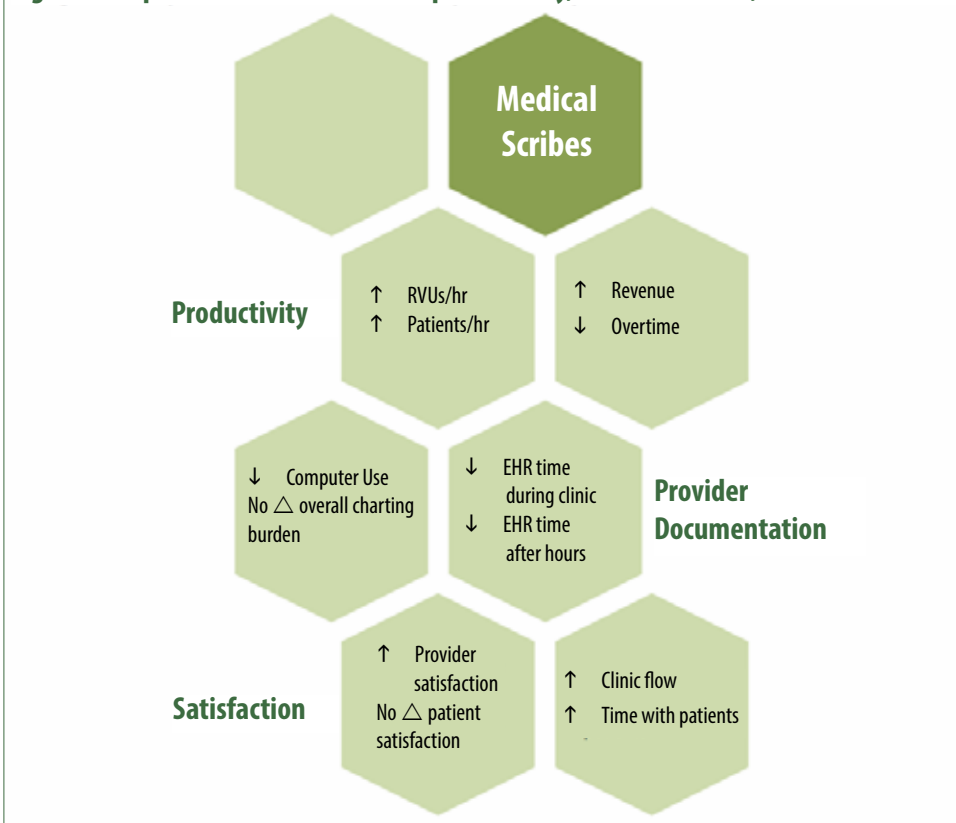 Medical
Scribes
Productivity
↑ RVUs/hr
↑ Patients/hr
↑ Revenue
↓ Overtime
↓ Computer Use
No △ overall charting
burden
↓ EHR time
during clinic
↓ EHR time
after hours
Provider
Documentation
Satisfaction
↑ Provider
satisfaction
No △ patient
satisfaction
↑ Clinic flow
↑ Time with patients